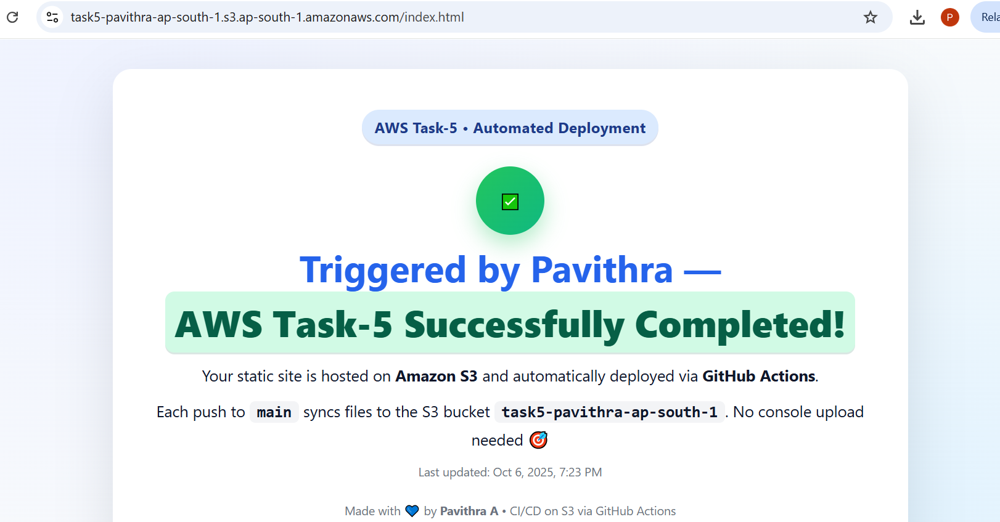 task5-pavithra-ap-south-1.s3.ap-south-1.amazonaws.com/index.html
P
Rela
AWS Task-5 • Automated Deployment
Triggered by Pavithra —
AWS Task-5 Successfully Completed!
Your static site is hosted on Amazon S3 and automatically deployed via GitHub Actions.
Each push to main syncs files to the S3 bucket task5-pavithra-ap-south-1. No console upload
needed 🎯
Last updated: Oct 6, 2025, 7:23 PM
Made with 💙 by Pavithra A • CI/CD on S3 via GitHub Actions